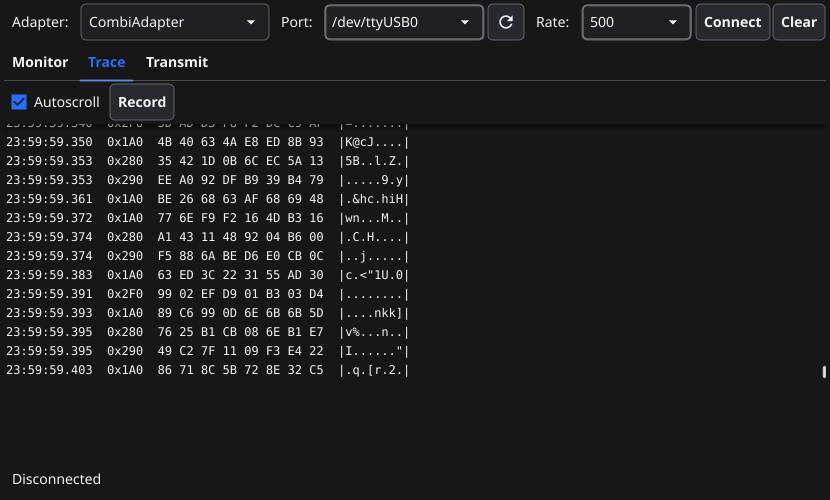 Adapter: CombiAdapter Port: /dev/ttyUSB0 Rate: 500 Connect Clear
Monitor Trace Transmit
Autoscroll Record
23:59:59.350 0x1A0 4B 40 63 4A E8 ED 8B 93 |K@cJ....|
23:59:59.353 0x280 35 42 1D 0B 6C EC 5A 13 |5B..l.Z.|
23:59:59.353 0x290 EE A0 92 DF B9 39 B4 79 |.....9.y|
23:59:59.361 0x1A0 BE 26 68 63 AF 68 69 48 |.&hc.hiH|
23:59:59.372 0x1A0 77 6E F9 F2 16 4D B3 16 |wn...M..|
23:59:59.374 0x280 A1 43 11 48 92 04 B6 00 |.C.H....|
23:59:59.374 0x290 F5 88 6A BE D6 E0 CB 0C |..j.....|
23:59:59.383 0x1A0 63 ED 3C 22 31 55 AD 30 |c.<"1U.0|
23:59:59.391 0x2F0 99 02 EF D9 01 B3 03 D4 |........|
23:59:59.393 0x1A0 89 C6 99 0D 6E 6B 6B 5D |....nkk]|
23:59:59.395 0x280 76 25 B1 CB 08 6E B1 E7 |v%...n..|
23:59:59.395 0x290 49 C2 7F 11 09 F3 E4 22 |I......"|
23:59:59.403 0x1A0 86 71 8C 5B 72 8E 32 C5 |.q.[r.2.|
Disconnected